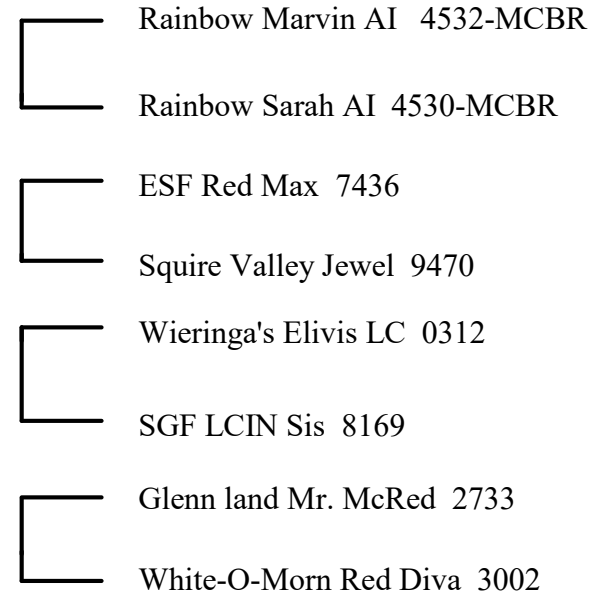 Rainbow Marvin AI 4532-MCBR
Rainbow Sarah AI 4530-MCBR
ESF Red Max 7436
Squire Valley Jewel 9470
Wieringa's Elivis LC 0312
SGF LCIN Sis 8169
Glenn land Mr. McRed 2733
White-O-Morn Red Diva 3002